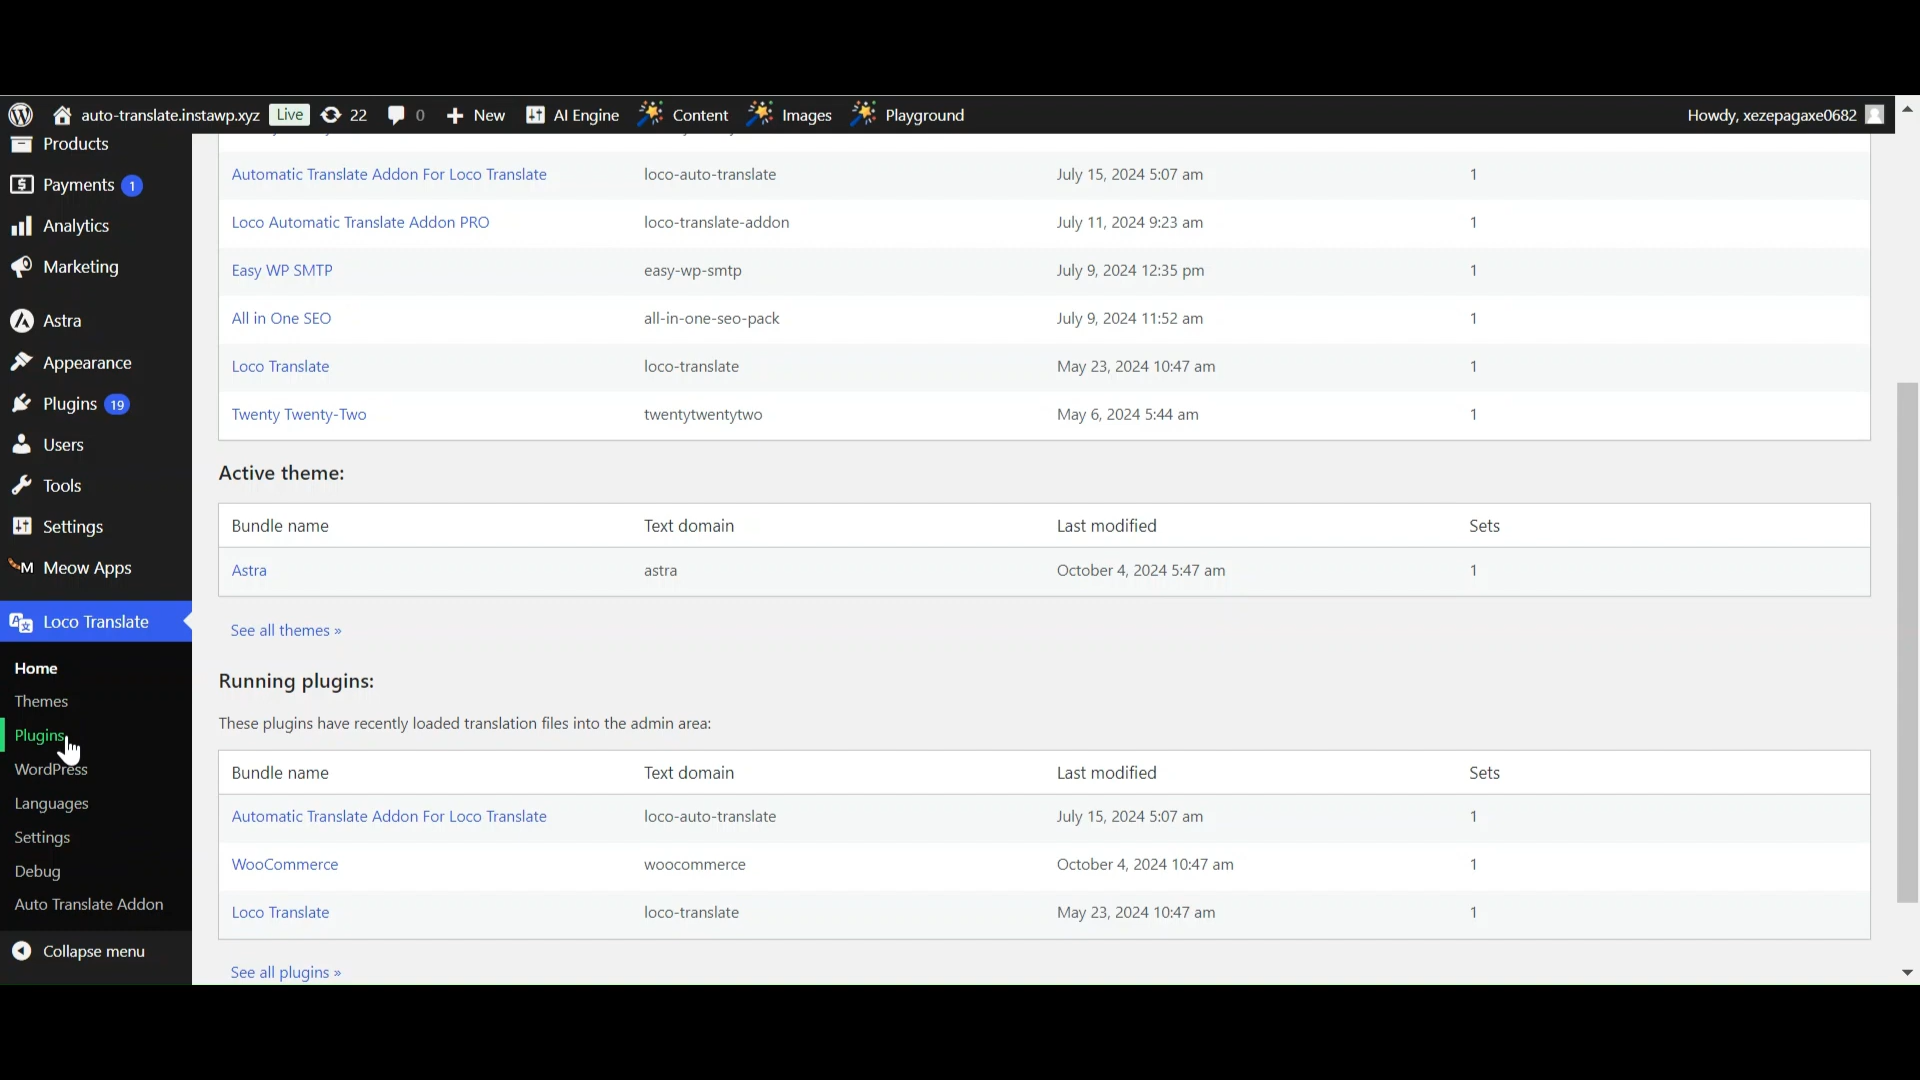 auto-translate.instawp.xyz Live 22 0 New AI Engine Content Images Playground Howdy, xezepagaxe0682
Products
Payments 1
Analytics
Marketing
Astra
Appearance
Plugins 19
Users
Tools
Settings
Meow Apps
Loco Translate
Home
Themes
Plugins
WordPress
Languages
Settings
Debug
Auto Translate Addon
Collapse menu
Automatic Translate Addon For Loco Translate loco-auto-translate July 15, 2024 5:07 am 1
Loco Automatic Translate Addon PRO loco-translate-addon July 11, 2024 9:23 am 1
Easy WP SMTP easy-wp-smtp July 9, 2024 12:35 pm 1
All in One SEO all-in-one-seo-pack July 9, 2024 11:52 am 1
Loco Translate loco-translate May 23, 2024 10:47 am 1
Twenty Twenty-Two twentytwentytwo May 6, 2024 5:44 am 1
Active theme:
Bundle name Text domain Last modified Sets
Astra astra October 4, 2024 5:47 am 1
See all themes »
Running plugins:
These plugins have recently loaded translation files into the admin area:
Bundle name Text domain Last modified Sets
Automatic Translate Addon For Loco Translate loco-auto-translate July 15, 2024 5:07 am 1
WooCommerce woocommerce October 4, 2024 10:47 am 1
Loco Translate loco-translate May 23, 2024 10:47 am 1
See all plugins »